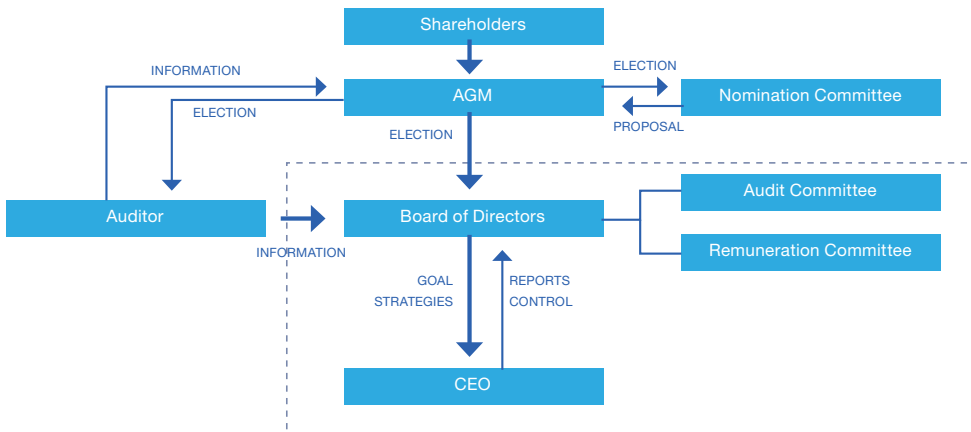 Shareholders
INFORMATION
ELECTION
AGM
Nomination Committee
ELECTION
PROPOSAL
ELECTION
Audit Committee
Auditor
Board of Directors
INFORMATION
Remuneration Committee
GOAL
STRATEGIES
REPORTS
CONTROL
CEO